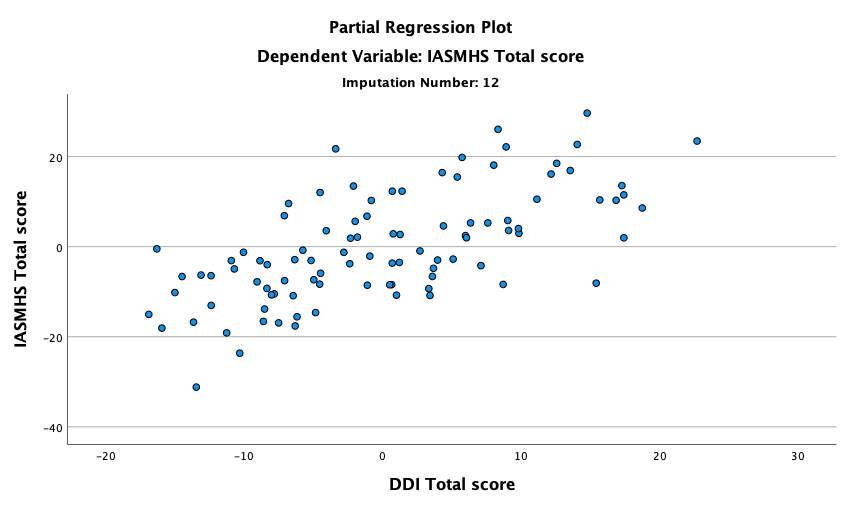 Partial Regression Plot
Dependent Variable: IASMHS Total score
Imputation Number: 12
IASMHS Total score
20
0
-20
-40
-20 -10 0 10 20 30
DDI Total score